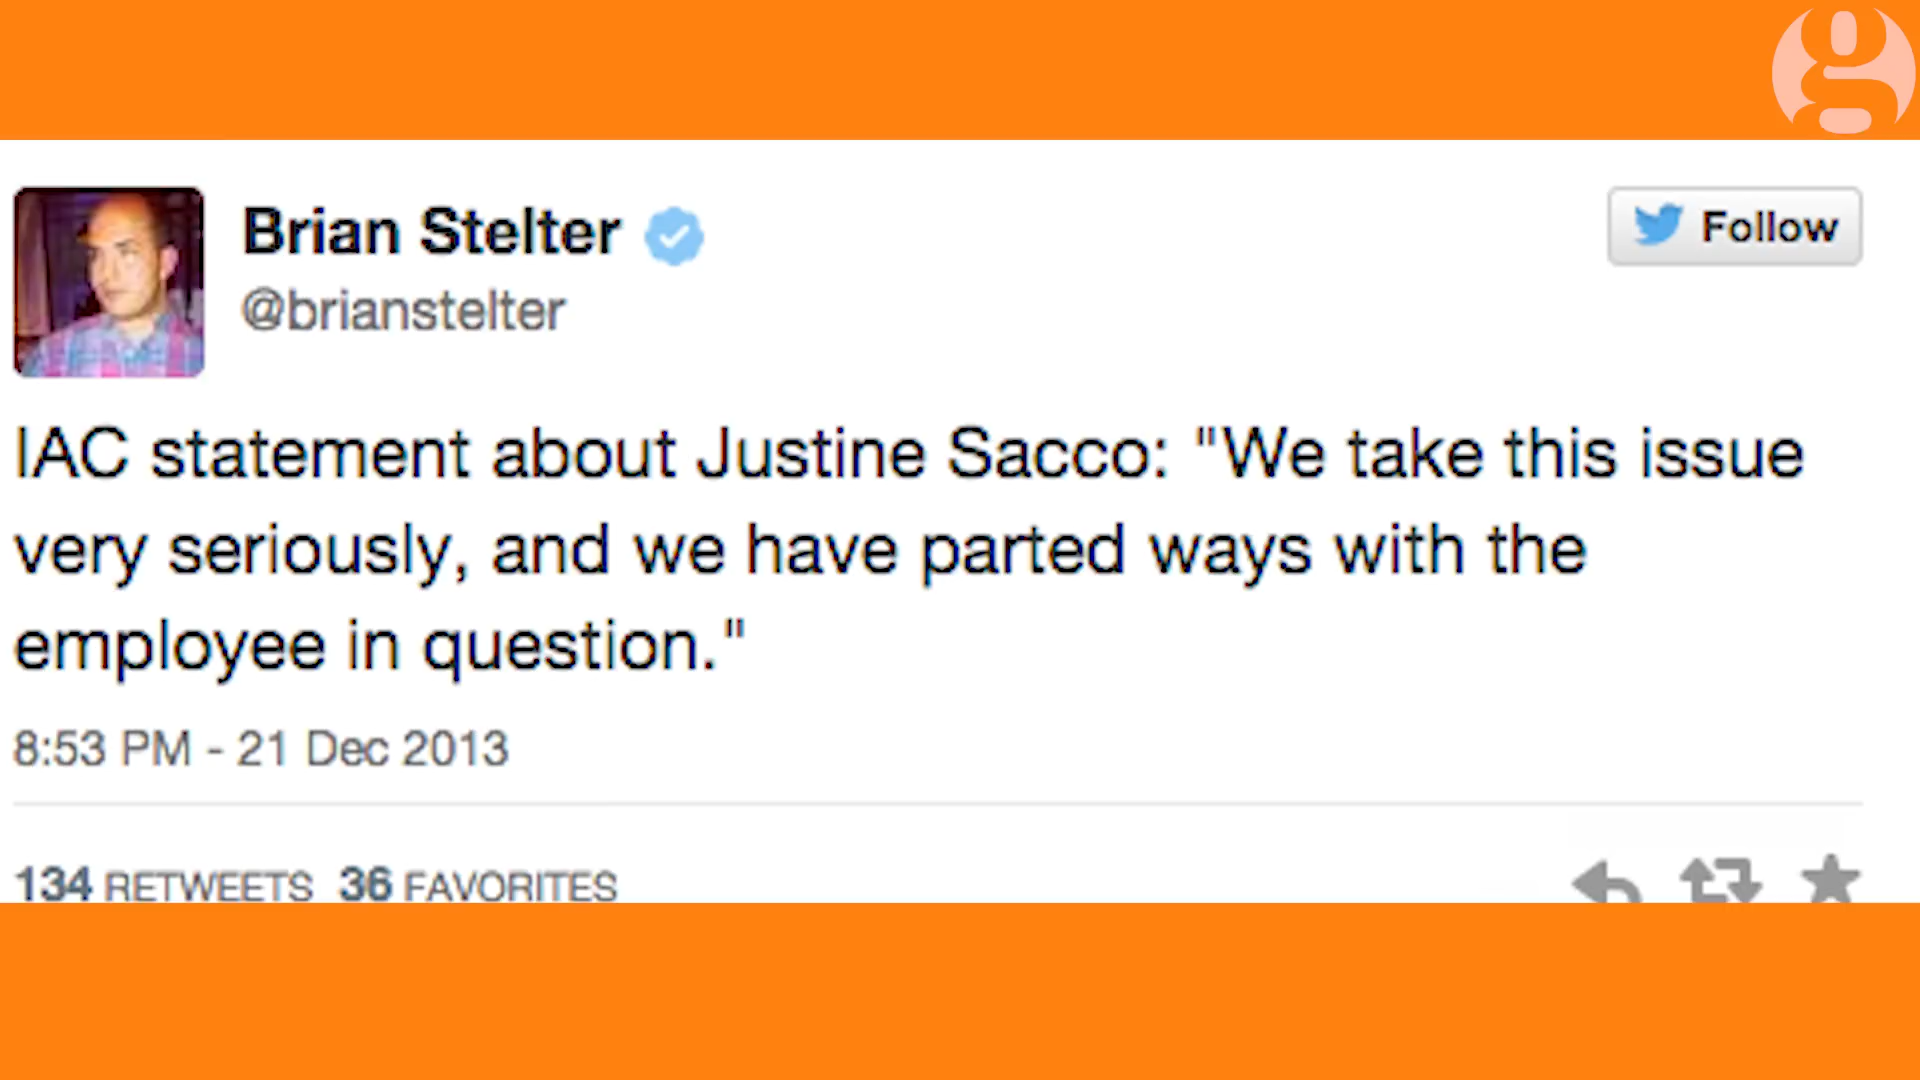 g
Brian Stelter
Follow
@brianstelter
IAC statement about Justine Sacco: "We take this issue
very seriously, and we have parted ways with the
employee in question."
8:53 PM - 21 Dec 2013
134 RETWEETS 36 FAVORITES